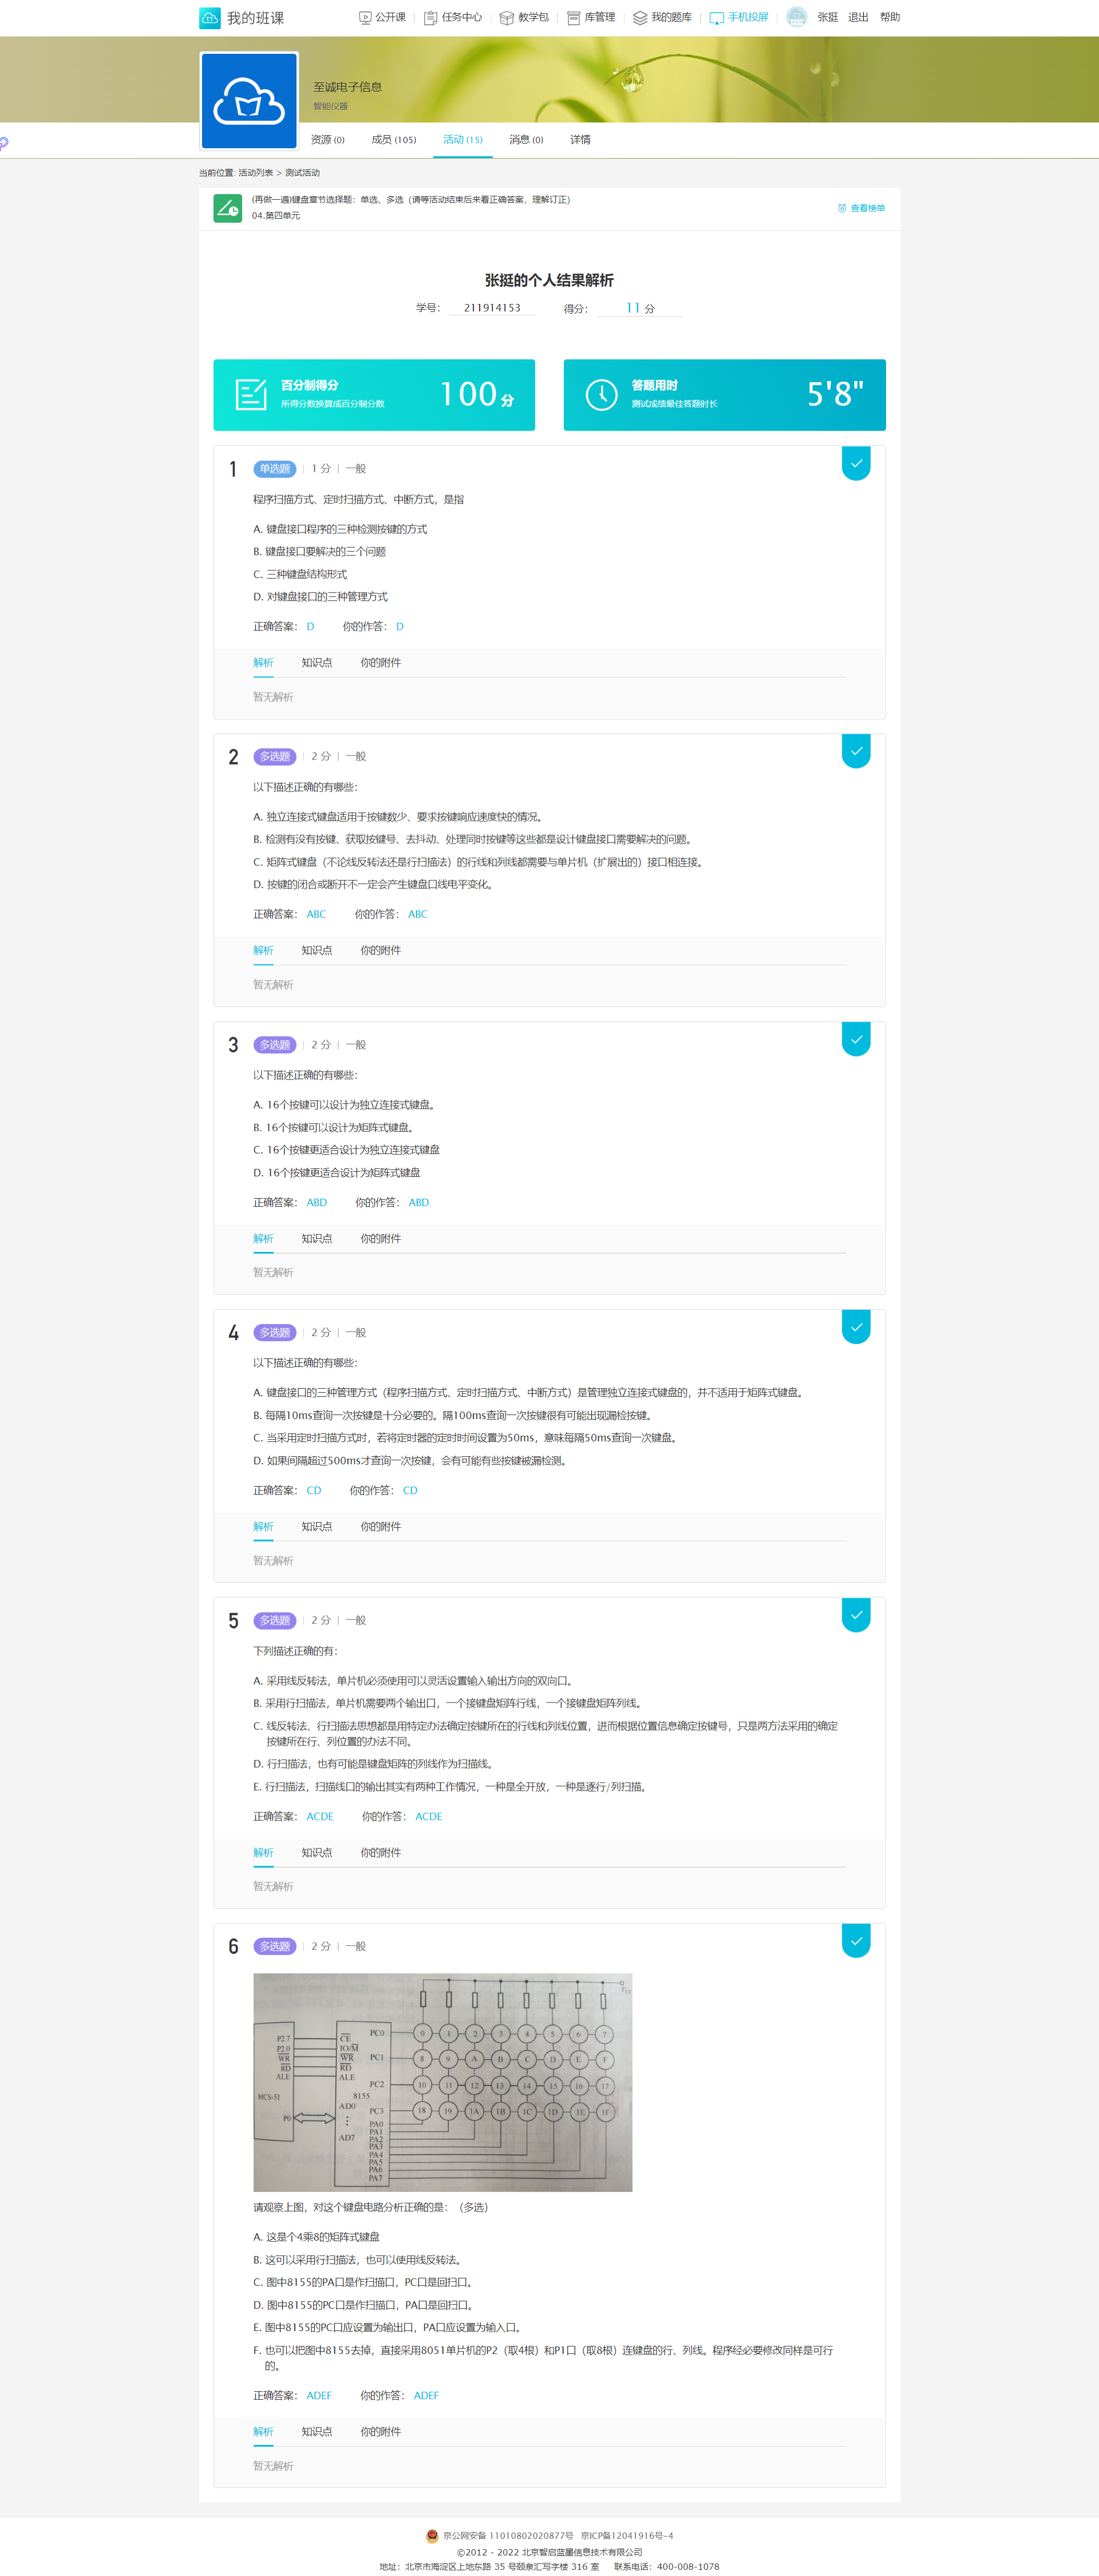 我的班课
公开课
任务中心
教学包
库管理
我的题库
手机投屏
张挺
退出
帮助
至诚电子信息
智能仪器
资源 (0)
成员 (105)
活动 (15)
消息 (0)
详情
当前位置: 活动列表 > 测试活动
(再做一遍)键盘章节选择题：单选、多选（请等活动结束后来看正确答案，理解订正）
04.第四单元
查看榜单
张挺的个人结果解析
学号： 211914153 得分： 11 分
百分制得分
所得分数换算成百分制分数
100 分
答题用时
测试成绩最佳答题时长
5'8"
1 单选题 | 1 分 | 一般
程序扫描方式、定时扫描方式、中断方式，是指
A. 键盘接口程序的三种检测按键的方式
B. 键盘接口要解决的三个问题
C. 三种键盘结构形式
D. 对键盘接口的三种管理方式
正确答案： D 你的作答： D
解析 知识点 你的附件
暂无解析
2 多选题 | 2 分 | 一般
以下描述正确的有哪些：
A. 独立连接式键盘适用于按键数少、要求按键响应速度快的情况。
B. 检测有没有按键、获取按键号、去抖动、处理同时按键等这些都是设计键盘接口需要解决的问题。
C. 矩阵式键盘（不论线反转法还是行扫描法）的行线和列线都需要与单片机（扩展出的）接口相连接。
D. 按键的闭合或断开不一定会产生键盘口线电平变化。
正确答案： ABC 你的作答： ABC
解析 知识点 你的附件
暂无解析
3 多选题 | 2 分 | 一般
以下描述正确的有哪些：
A. 16个按键可以设计为独立连接式键盘。
B. 16个按键可以设计为矩阵式键盘。
C. 16个按键更适合设计为独立连接式键盘
D. 16个按键更适合设计为矩阵式键盘
正确答案： ABD 你的作答： ABD
解析 知识点 你的附件
暂无解析
4 多选题 | 2 分 | 一般
以下描述正确的有哪些：
A. 键盘接口的三种管理方式（程序扫描方式、定时扫描方式、中断方式）是管理独立连接式键盘的，并不适用于矩阵式键盘。
B. 每隔10ms查询一次按键是十分必要的。隔100ms查询一次按键很有可能出现漏检按键。
C. 当采用定时扫描方式时，若将定时器的定时时间设置为50ms，意味每隔50ms查询一次键盘。
D. 如果间隔超过500ms才查询一次按键，会有可能有些按键被漏检测。
正确答案： CD 你的作答： CD
解析 知识点 你的附件
暂无解析
5 多选题 | 2 分 | 一般
下列描述正确的有：
A. 采用线反转法，单片机必须使用可以灵活设置输入输出方向的双向口。
B. 采用行扫描法，单片机需要两个输出口，一个接键盘矩阵行线，一个接键盘矩阵列线。
C. 线反转法、行扫描法思想都是用特定办法确定按键所在的行线和列线位置，进而根据位置信息确定按键号，只是两方法采用的确定
按键所在行、列位置的办法不同。
D. 行扫描法，也有可能是键盘矩阵的列线作为扫描线。
E. 行扫描法，扫描线口的输出其实有两种工作情况，一种是全开放，一种是逐行/列扫描。
正确答案： ACDE 你的作答： ACDE
解析 知识点 你的附件
暂无解析
6 多选题 | 2 分 | 一般
P2.7 CE PC0 0 1 2 3 4 5 6 7
P2.0 IO/M
WR WR PC1 8 9 A B C D E F
RD RD
ALE ALE PC2 10 11 12 13 14 15 16 17
MCS-51 8155
AD0 PC3 18 19 1A 1B 1C 1D 1E 1F
P0 PA0
PA1
AD7 PA2
PA3
PA4
PA5
PA6
PA7
请观察上图，对这个键盘电路分析正确的是：（多选）
A. 这是个4乘8的矩阵式键盘
B. 这可以采用行扫描法，也可以使用线反转法。
C. 图中8155的PA口是作扫描口，PC口是回扫口。
D. 图中8155的PC口是作扫描口，PA口是回扫口。
E. 图中8155的PC口应设置为输出口，PA口应设置为输入口。
F. 也可以把图中8155去掉，直接采用8051单片机的P2（取4根）和P1口（取8根）连键盘的行、列线。程序经必要修改同样是可行
的。
正确答案： ADEF 你的作答： ADEF
解析 知识点 你的附件
暂无解析
京公网安备 11010802020877号 京ICP备12041916号-4
©2012 - 2022 北京智启蓝墨信息技术有限公司
地址：北京市海淀区上地东路 35 号颐泉汇写字楼 316 室 联系电话：400-008-1078